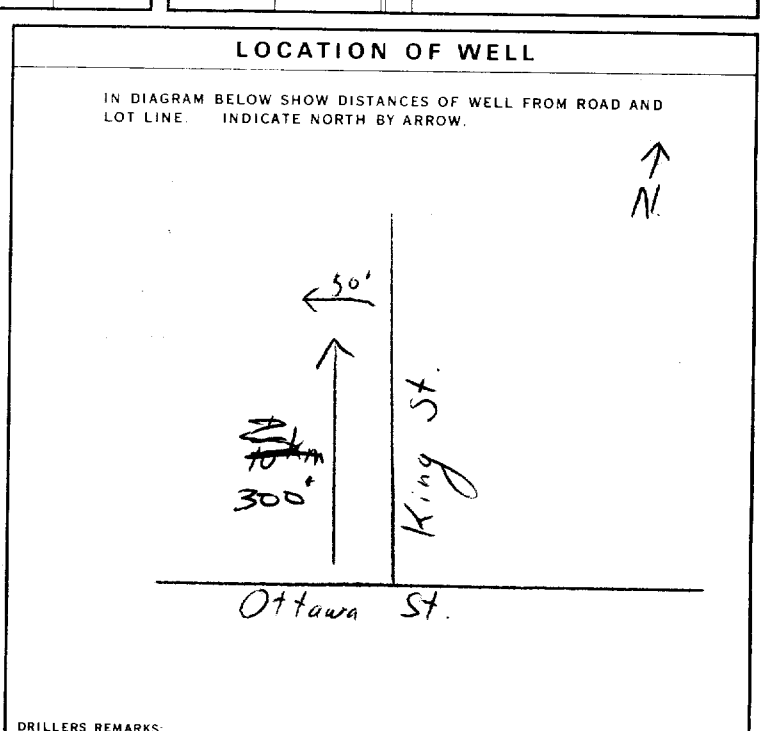 LOCATION OF WELL
IN DIAGRAM BELOW SHOW DISTANCES OF WELL FROM ROAD AND
LOT LINE. INDICATE NORTH BY ARROW.
N.
50'
King St.
km
300'
Ottawa St.
DRILLERS REMARKS: